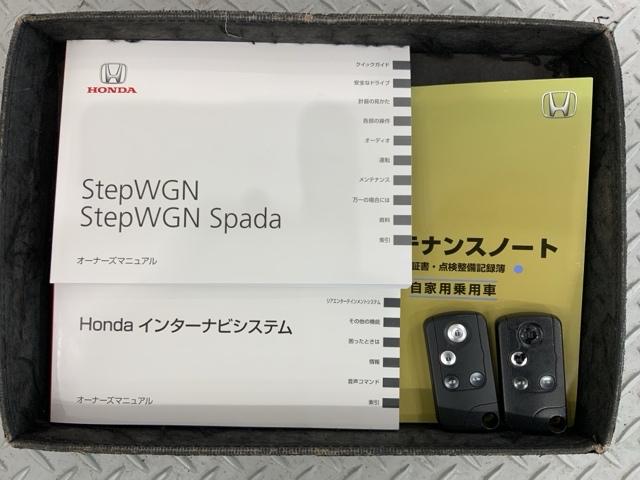 HONDA
クイックガイド
安全なドライブ
計器の見かた
各部の操作
オーディオ
運転
メンテナンス
万一の場合には
資料
索引
StepWGN
StepWGN Spada
オーナーズマニュアル
テナンスノート
証書・点検整備記録簿
自家用乗用車
リアエンターテインメントシステム
その他の機能
困ったときは
情報
音声コマンド
索引
Honda インターナビシステム
オーナーズマニュアル